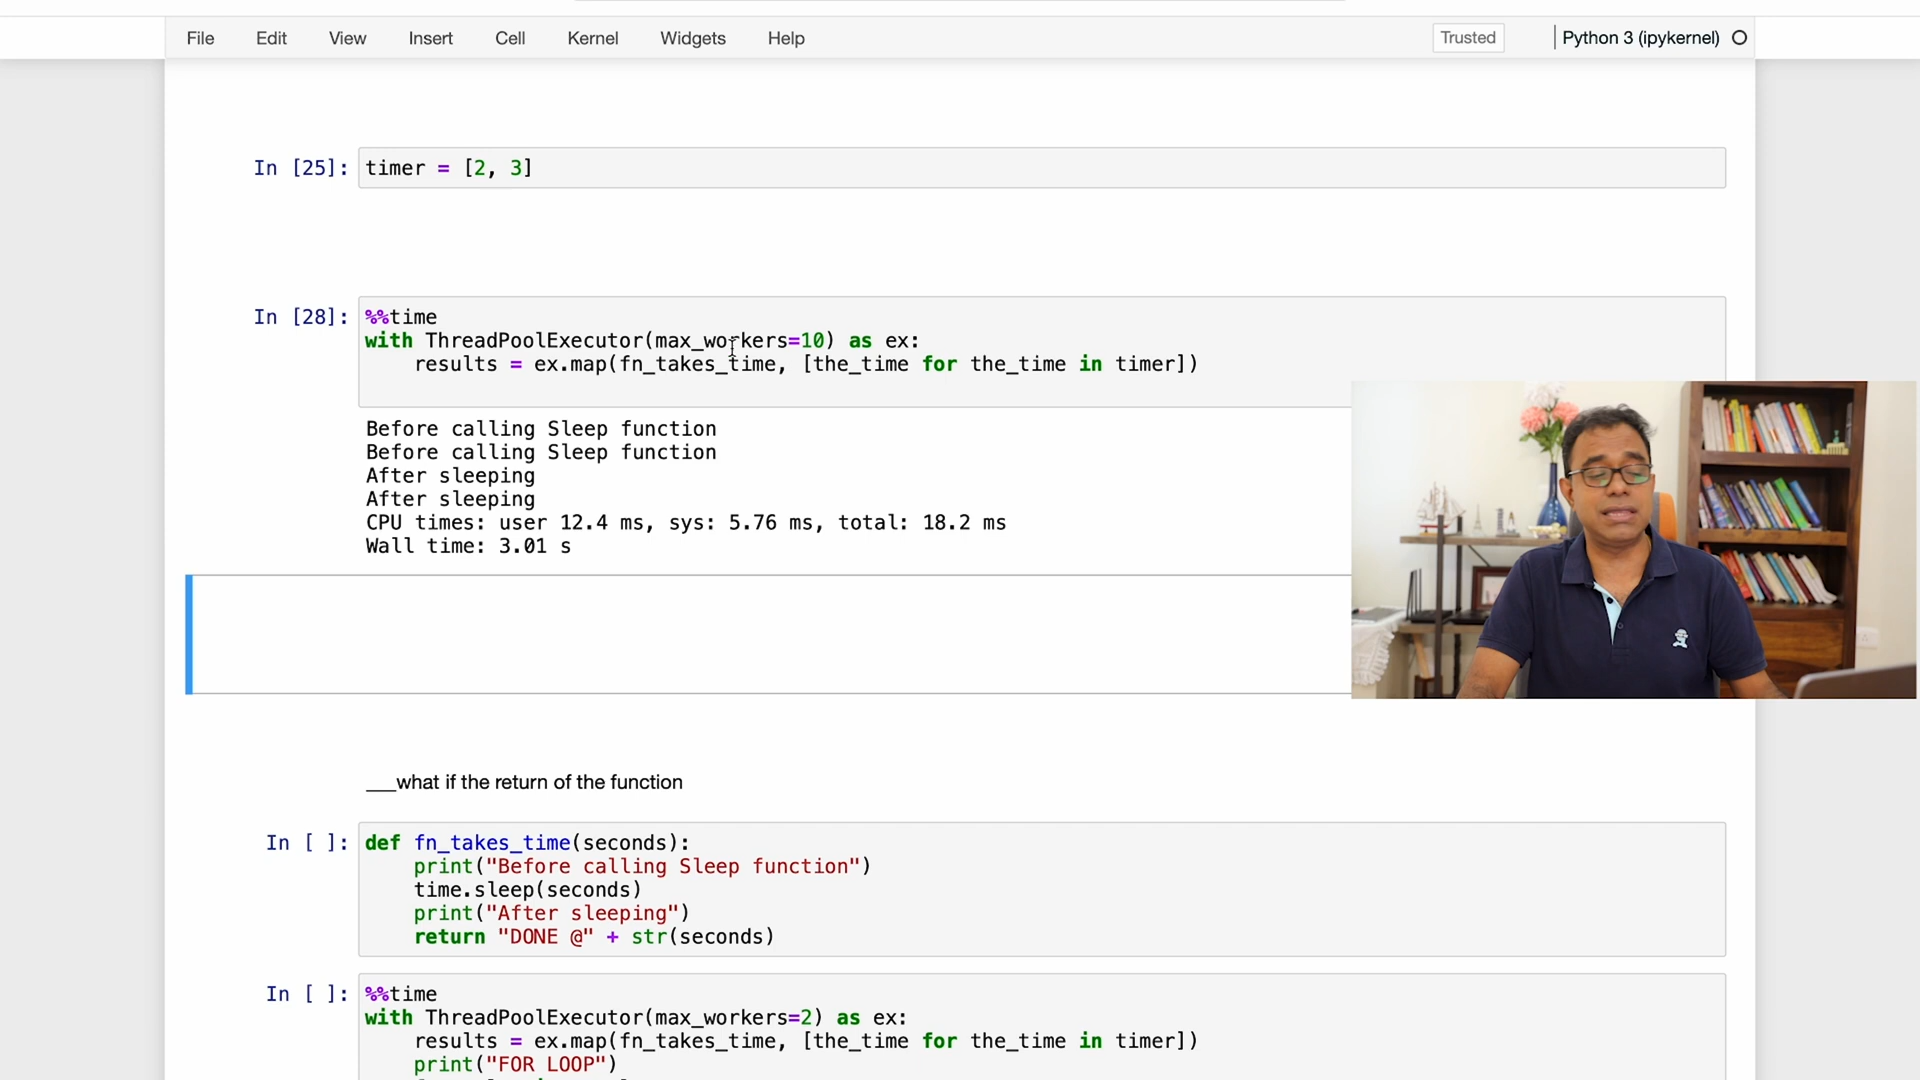 File Edit View Insert Cell Kernel Widgets Help Trusted Python 3 (ipykernel)
In [25]: timer = [2, 3]
In [28]: %%time
with ThreadPoolExecutor(max_workers=10) as ex:
results = ex.map(fn_takes_time, [the_time for the_time in timer])
Before calling Sleep function
Before calling Sleep function
After sleeping
After sleeping
CPU times: user 12.4 ms, sys: 5.76 ms, total: 18.2 ms
Wall time: 3.01 s
___what if the return of the function
In [ ]: def fn_takes_time(seconds):
print("Before calling Sleep function")
time.sleep(seconds)
print("After sleeping")
return "DONE @" + str(seconds)
In [ ]: %%time
with ThreadPoolExecutor(max_workers=2) as ex:
results = ex.map(fn_takes_time, [the_time for the_time in timer])
print("FOR LOOP")